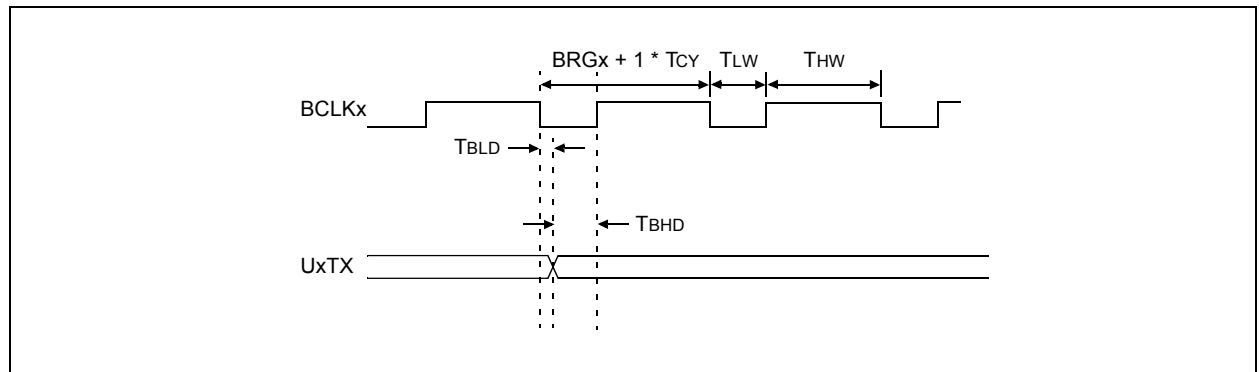 BRGx + 1 * TCY TLW THW
BCLKx
TBLD
TBHD
UxTX